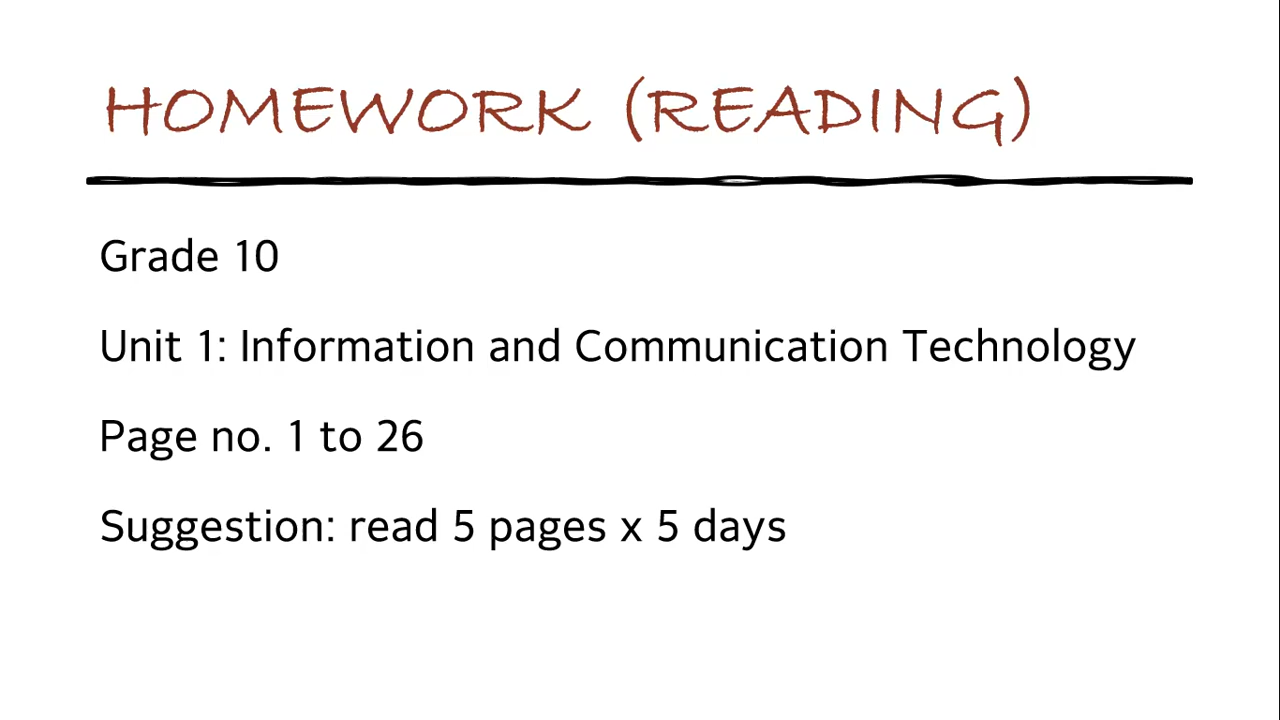 HOMEWORK (READING)
Grade 10
Unit 1: Information and Communication Technology
Page no. 1 to 26
Suggestion: read 5 pages x 5 days